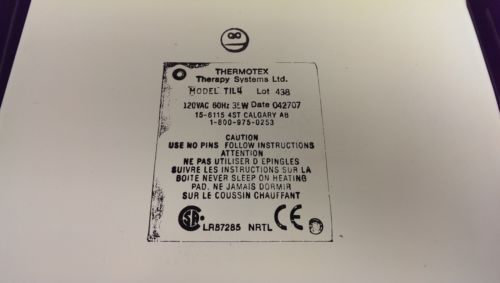 THERMOTEX
Therapy Systems Ltd.
MODEL TIL4 Lot 438
120VAC 60Hz 35W Date 042707
15-6115 4ST CALGARY AB
1-800-975-0253
CAUTION
USE NO PINS FOLLOW INSTRUCTIONS
ATTENTION
NE PAS UTILISER D EPINGLES
SUIVRE LES INSTRUCTIONS SUR LA
BOITE NEVER SLEEP ON HEATING
PAD. NE JAMAIS DORMIR
SUR LE COUSSIN CHAUFFANT
LR87285 NRTL CE